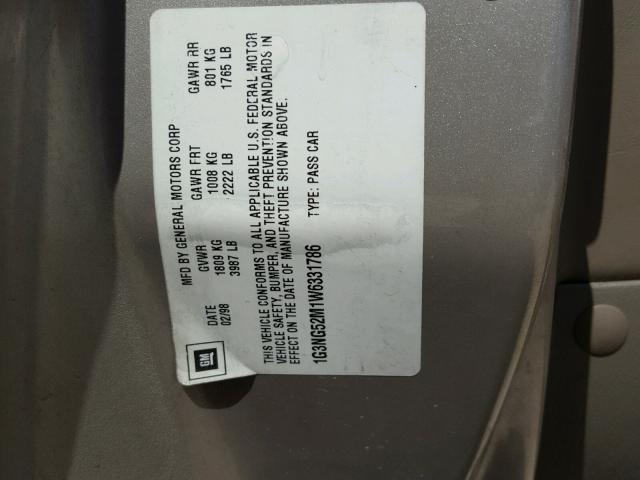 GM
MFD BY GENERAL MOTORS CORP
DATE GVWR GAWR FRT GAWR RR
02/98 1809 KG 1008 KG 801 KG
3987 LB 2222 LB 1765 LB
THIS VEHICLE CONFORMS TO ALL APPLICABLE U.S. FEDERAL MOTOR
VEHICLE SAFETY, BUMPER, AND THEFT PREVENTION STANDARDS IN
EFFECT ON THE DATE OF MANUFACTURE SHOWN ABOVE.
1G3NG52M1W6331786 TYPE: PASS CAR